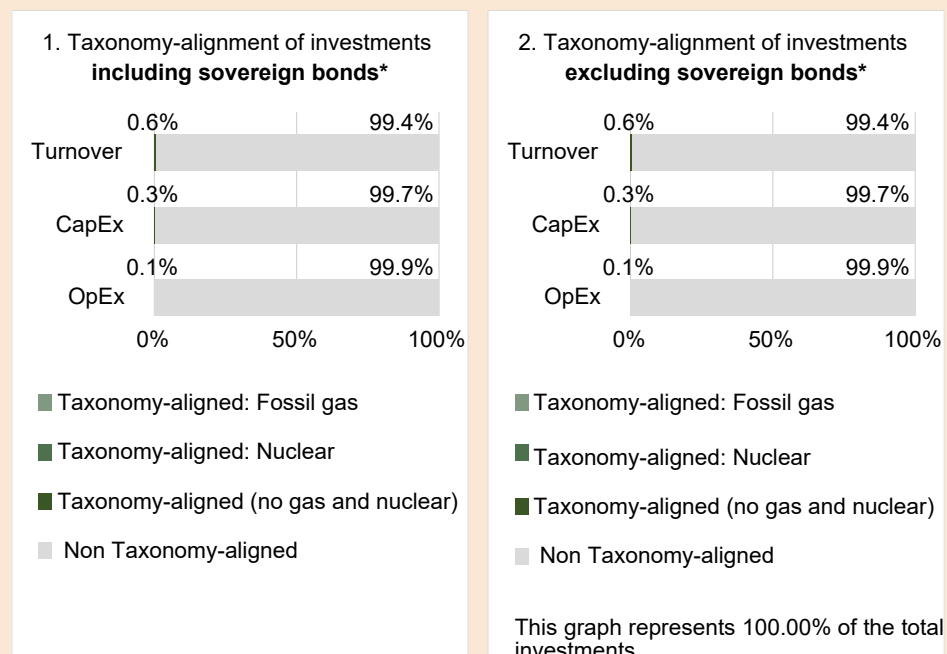 1. Taxonomy-alignment of investments
including sovereign bonds*
0.6% 99.4%
Turnover
0.3% 99.7%
CapEx
0.1% 99.9%
OpEx
0% 50% 100%
Taxonomy-aligned: Fossil gas
Taxonomy-aligned: Nuclear
Taxonomy-aligned (no gas and nuclear)
Non Taxonomy-aligned
2. Taxonomy-alignment of investments
excluding sovereign bonds*
0.6% 99.4%
Turnover
0.3% 99.7%
CapEx
0.1% 99.9%
OpEx
0% 50% 100%
Taxonomy-aligned: Fossil gas
Taxonomy-aligned: Nuclear
Taxonomy-aligned (no gas and nuclear)
Non Taxonomy-aligned
This graph represents 100.00% of the total
investments